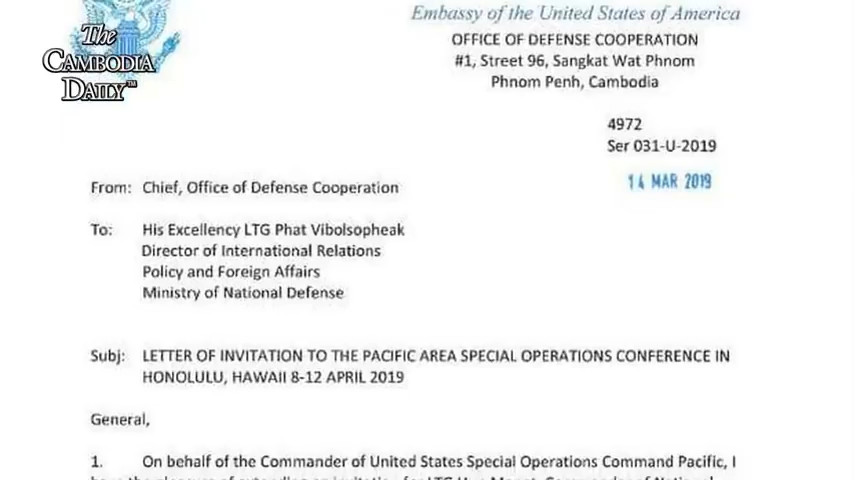 Embassy of the United States of America
The
CAMBODIA
DAILY™
OFFICE OF DEFENSE COOPERATION
#1, Street 96, Sangkat Wat Phnom
Phnom Penh, Cambodia
4972
Ser 031-U-2019
14 MAR 2019
From: Chief, Office of Defense Cooperation
To: His Excellency LTG Phat Vibolsopheak
Director of International Relations
Policy and Foreign Affairs
Ministry of National Defense
Subj: LETTER OF INVITATION TO THE PACIFIC AREA SPECIAL OPERATIONS CONFERENCE IN
HONOLULU, HAWAII 8-12 APRIL 2019
General,
1. On behalf of the Commander of United States Special Operations Command Pacific, I